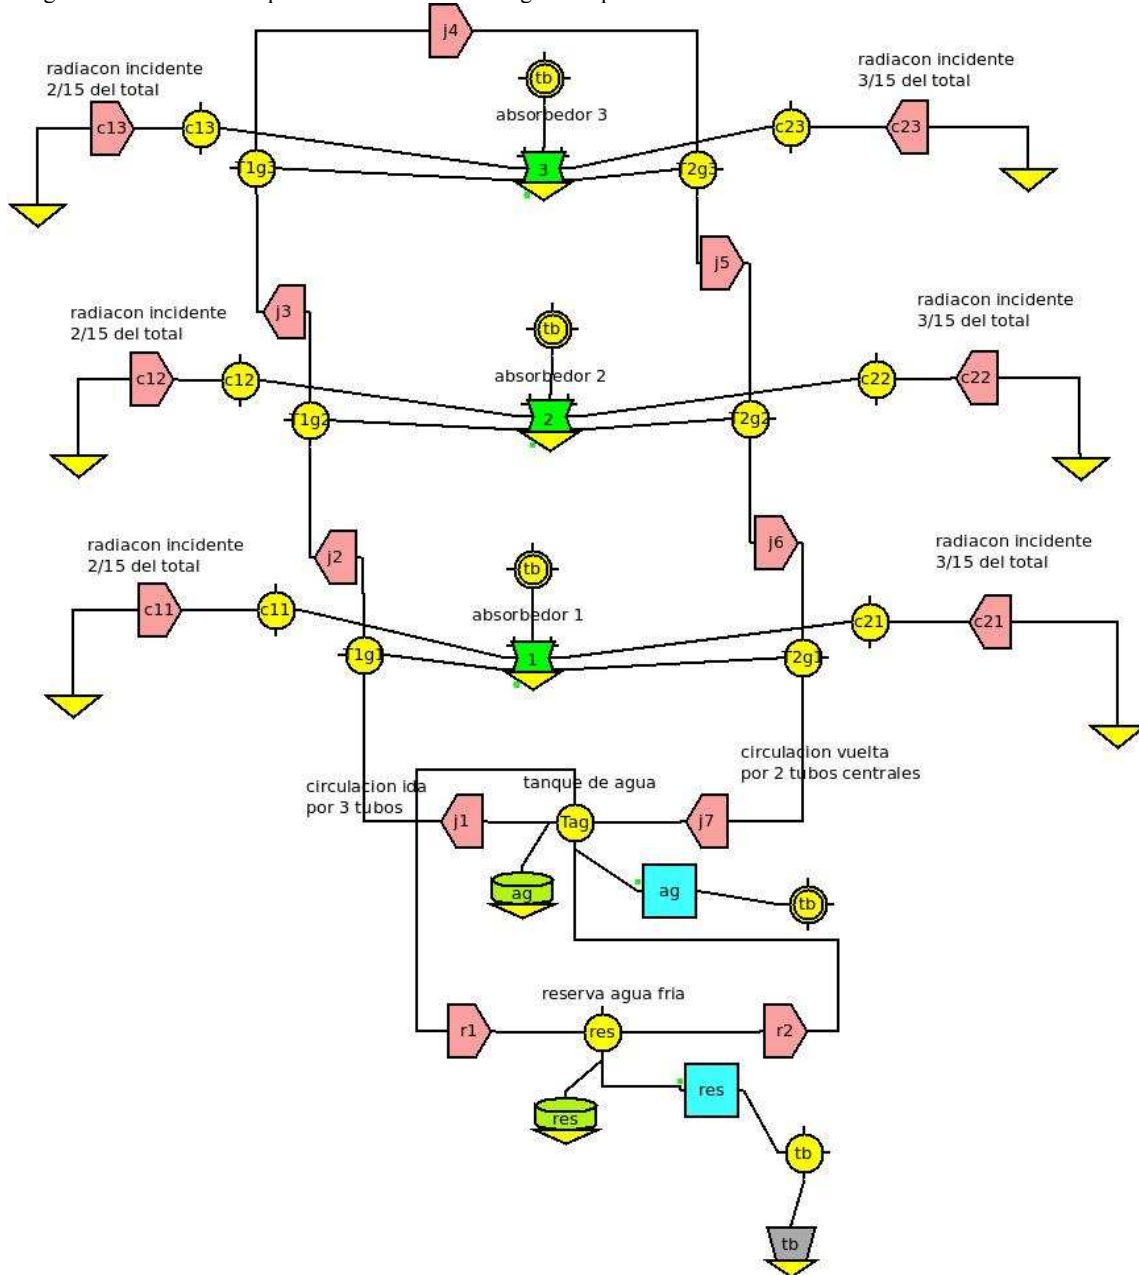 j4
radiacon incidente
2/15 del total
tb
radiacon incidente
3/15 del total
c13
c13
absorbedor 3
c23
c23
T1g3
3
T2g3
j5
j3
radiacon incidente
2/15 del total
tb
radiacon incidente
3/15 del total
c12
c12
absorbedor 2
c22
c22
T1g2
2
T2g2
j2
j6
radiacon incidente
2/15 del total
tb
radiacon incidente
3/15 del total
c11
c11
absorbedor 1
c21
c21
T1g1
1
T2g1
circulacion ida
por 3 tubos
tanque de agua
circulacion vuelta
por 2 tubos centrales
j1
Tag
j7
ag
ag
tb
reserva agua fria
r1
res
r2
res
res
tb
tb